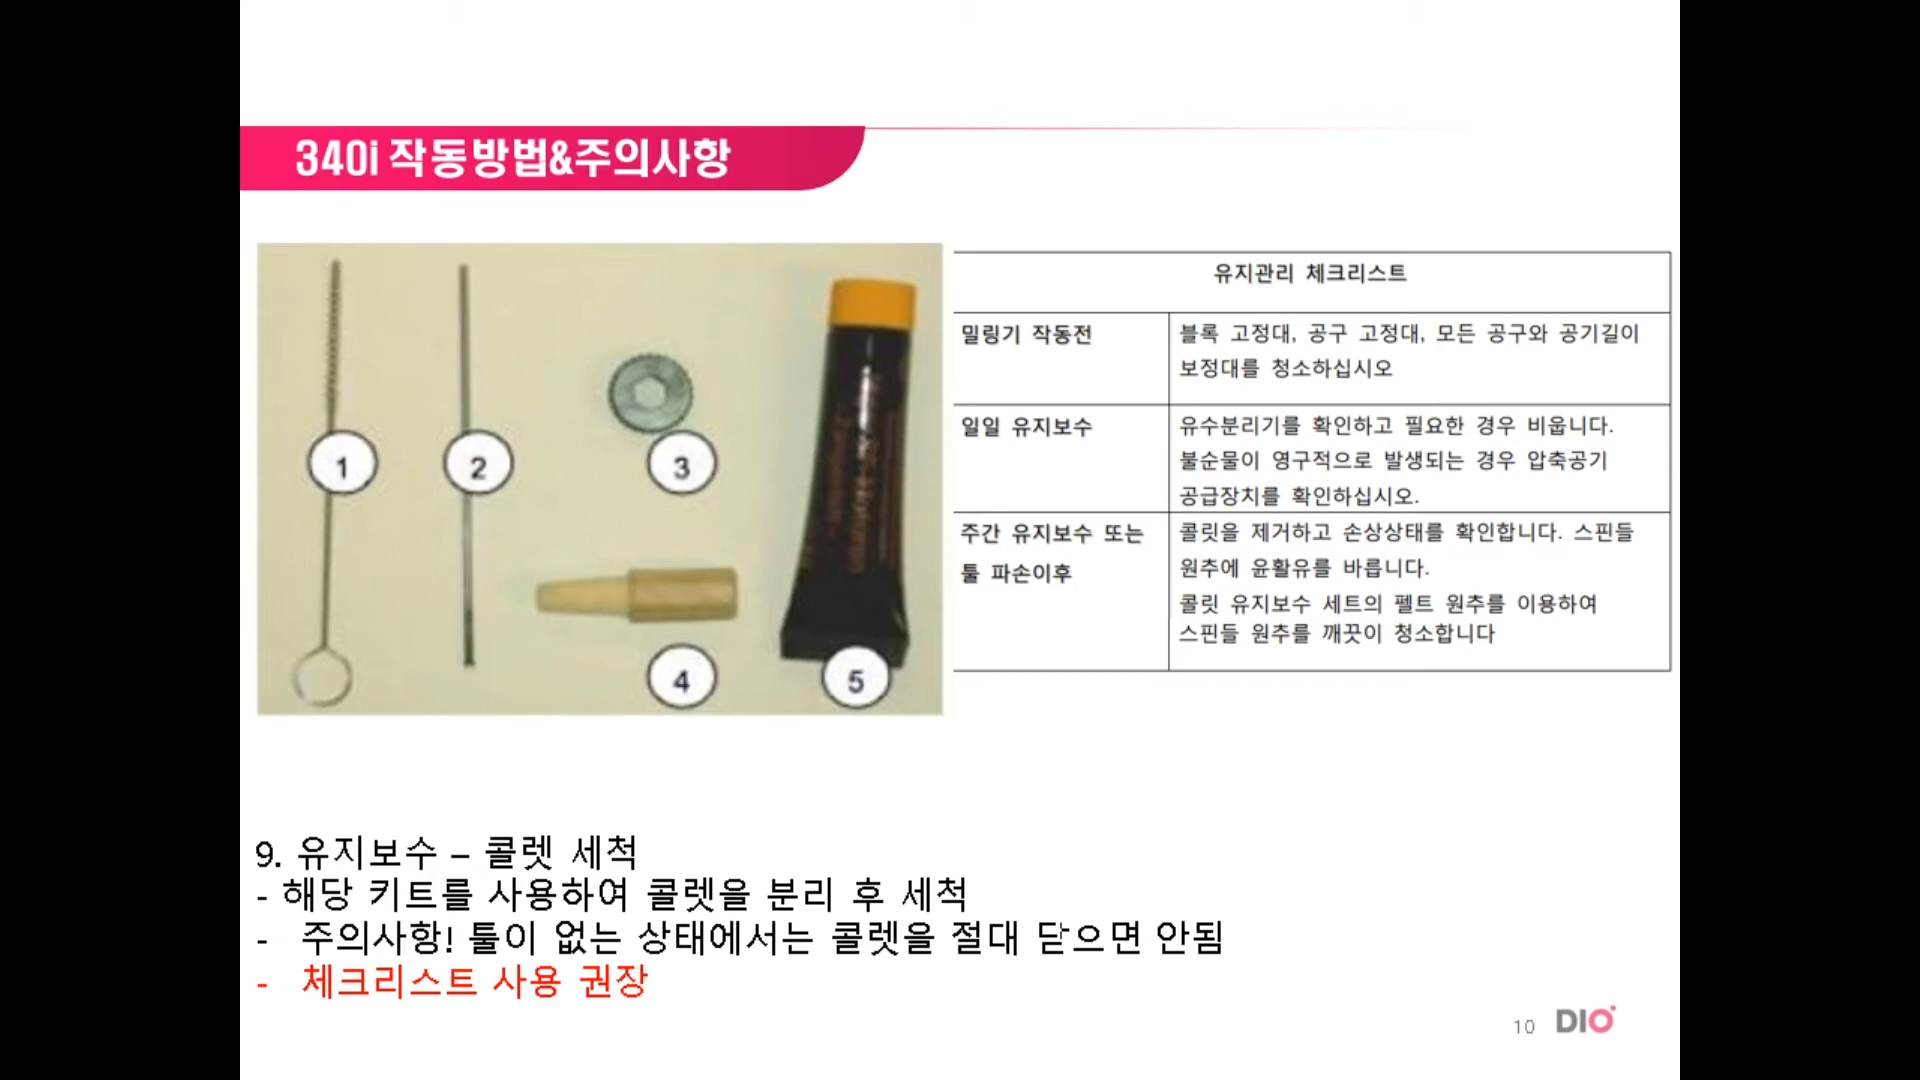 340i 작동방법&주의사항
1
2
3
4
5
유지관리 체크리스트
밀링기 작동전
블록 고정대, 공구 고정대, 모든 공구와 공기길이
보정대를 청소하십시오
일일 유지보수
유수분리기를 확인하고 필요한 경우 비웁니다.
불순물이 영구적으로 발생되는 경우 압축공기
공급장치를 확인하십시오.
주간 유지보수 또는
툴 파손이후
콜릿을 제거하고 손상상태를 확인합니다. 스핀들
원추에 윤활유를 바릅니다.
콜릿 유지보수 세트의 펠트 원추를 이용하여
스핀들 원추를 깨끗이 청소합니다
9. 유지보수 – 콜렛 세척
- 해당 키트를 사용하여 콜렛을 분리 후 세척
- 주의사항! 툴이 없는 상태에서는 콜렛을 절대 닫으면 안됨
- 체크리스트 사용 권장
10
DIO